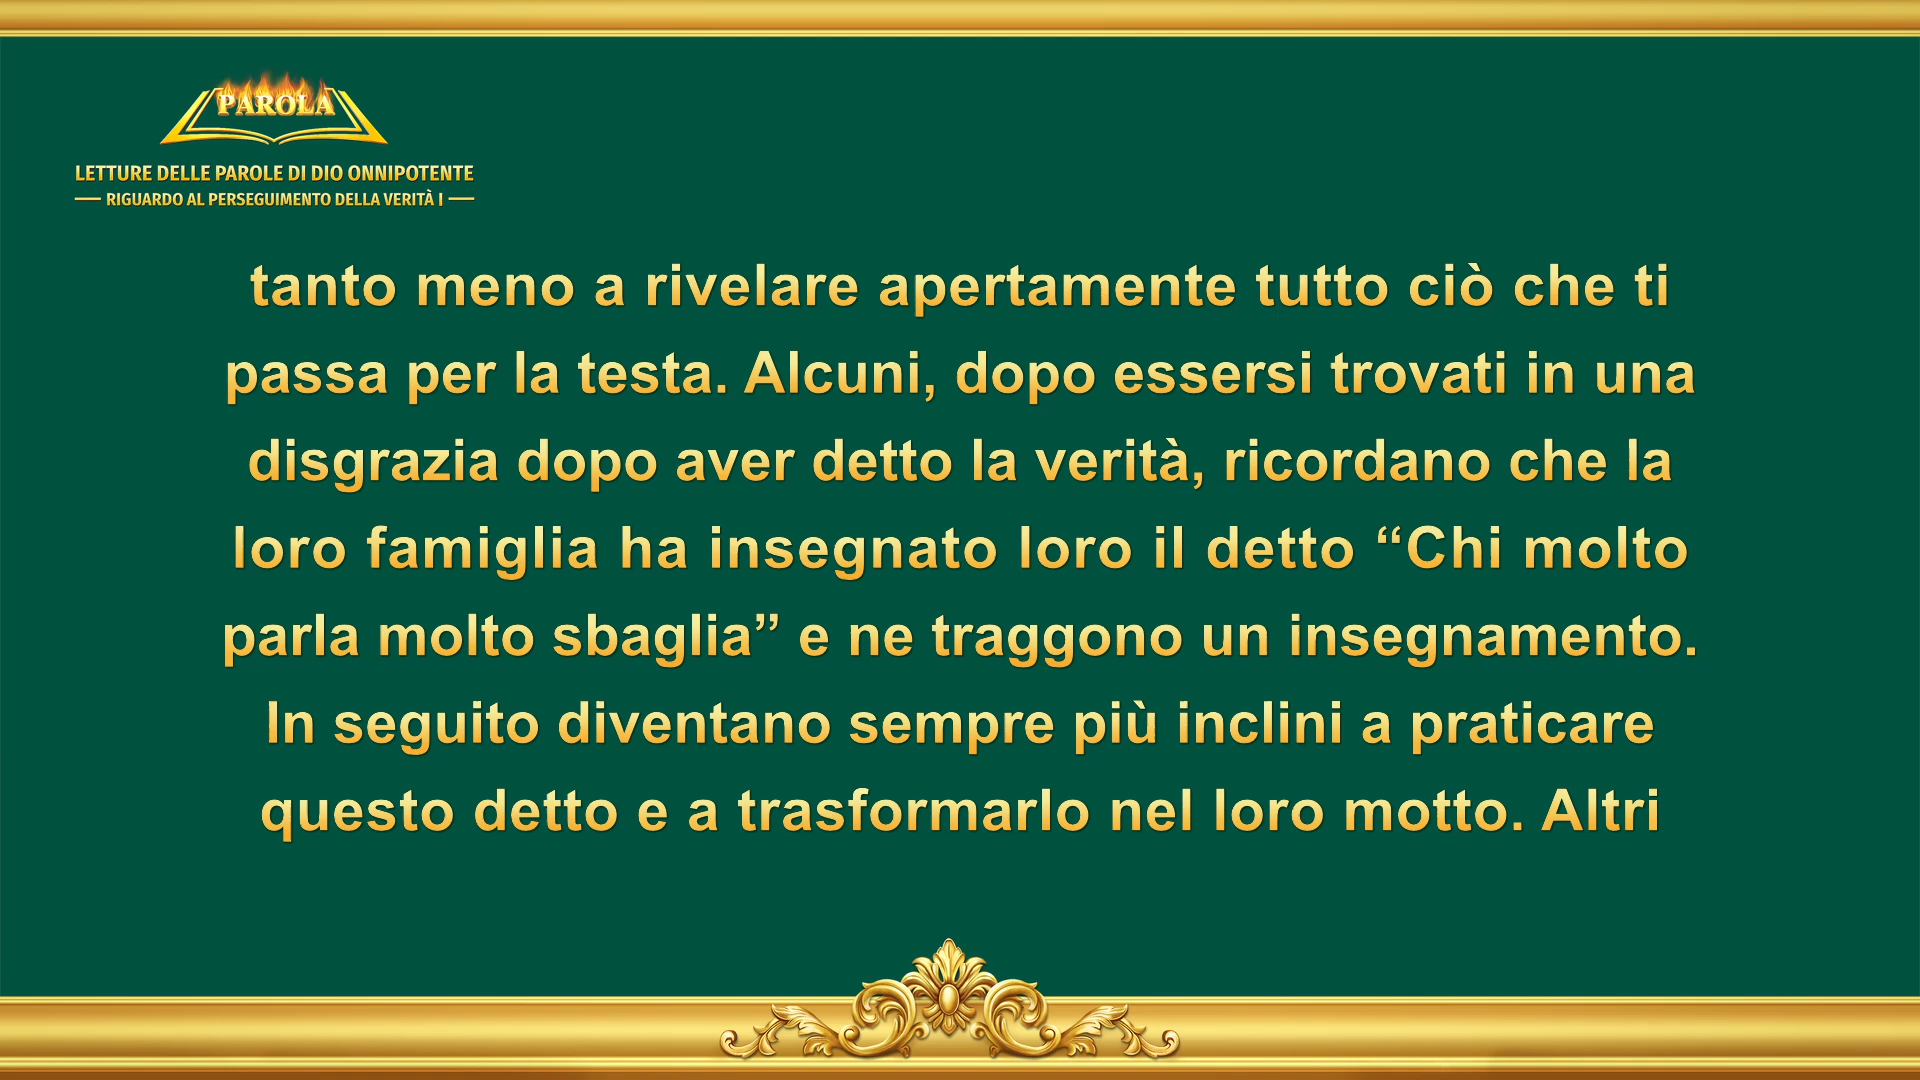 PAROLA
LETTURE DELLE PAROLE DI DIO ONNIPOTENTE
RIGUARDO AL PERSEGUIMENTO DELLA VERITÀ I
tanto meno a rivelare apertamente tutto ciò che ti
passa per la testa. Alcuni, dopo essersi trovati in una
disgrazia dopo aver detto la verità, ricordano che la
loro famiglia ha insegnato loro il detto “Chi molto
parla molto sbaglia” e ne traggono un insegnamento.
In seguito diventano sempre più inclini a praticare
questo detto e a trasformarlo nel loro motto. Altri